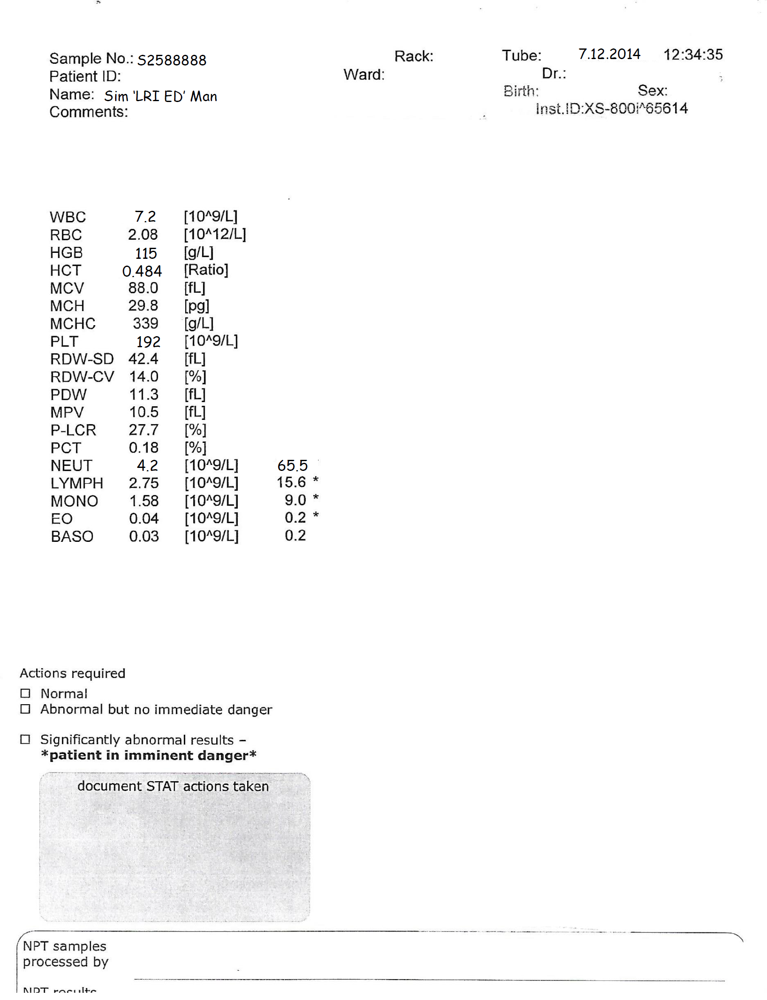 Sample No.: S2588888 Rack: Tube: 7.12.2014 12:34:35
Patient ID: Ward: Dr.:
Name: Sim 'LRI ED' Man Birth: Sex:
Comments: Inst.ID:XS-800i^65614
WBC 7.2 [10^9/L]
RBC 2.08 [10^12/L]
HGB 115 [g/L]
HCT 0.484 [Ratio]
MCV 88.0 [fL]
MCH 29.8 [pg]
MCHC 339 [g/L]
PLT 192 [10^9/L]
RDW-SD 42.4 [fL]
RDW-CV 14.0 [%]
PDW 11.3 [fL]
MPV 10.5 [fL]
P-LCR 27.7 [%]
PCT 0.18 [%]
NEUT 4.2 [10^9/L] 65.5
LYMPH 2.75 [10^9/L] 15.6 *
MONO 1.58 [10^9/L] 9.0 *
EO 0.04 [10^9/L] 0.2 *
BASO 0.03 [10^9/L] 0.2
Actions required
☐ Normal
☐ Abnormal but no immediate danger
☐ Significantly abnormal results –
*patient in imminent danger*
document STAT actions taken
NPT samples
processed by
NPT results